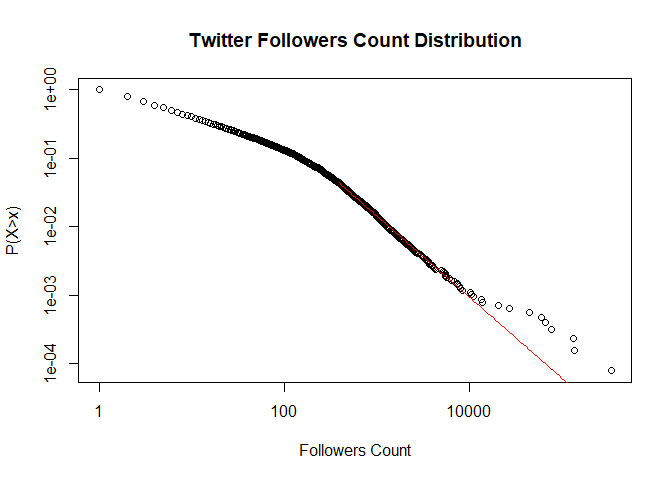 Twitter Followers Count Distribution
P(X>x)
1e+00
1e-01
1e-02
1e-03
1e-04
1 100 10000
Followers Count